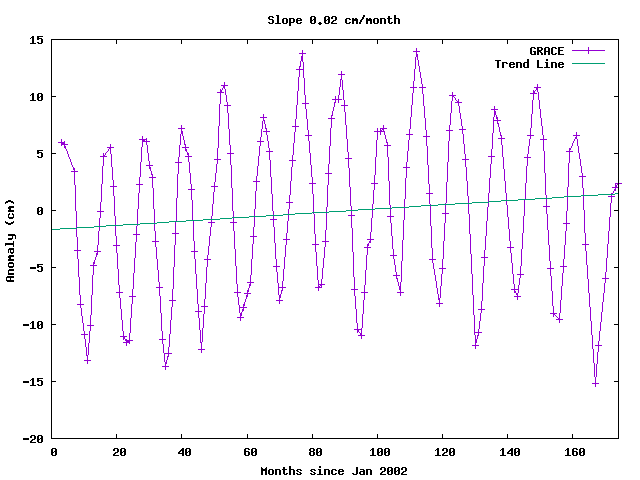 Slope 0.02 cm/month
GRACE
Trend Line
15
10
5
0
-5
-10
-15
-20
Anomaly (cm)
0 20 40 60 80 100 120 140 160
Months since Jan 2002